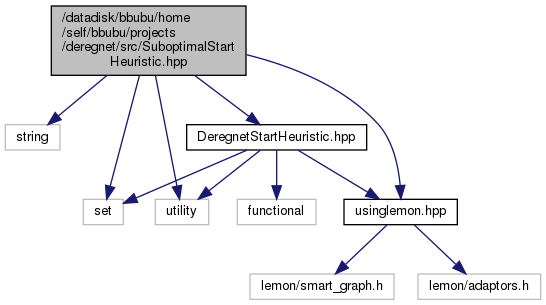 /datadisk/bbubu/home
/self/bbubu/projects
/deregnet/src/SuboptimalStart
Heuristic.hpp
string
DeregnetStartHeuristic.hpp
set
utility
functional
usinglemon.hpp
lemon/smart_graph.h
lemon/adaptors.h